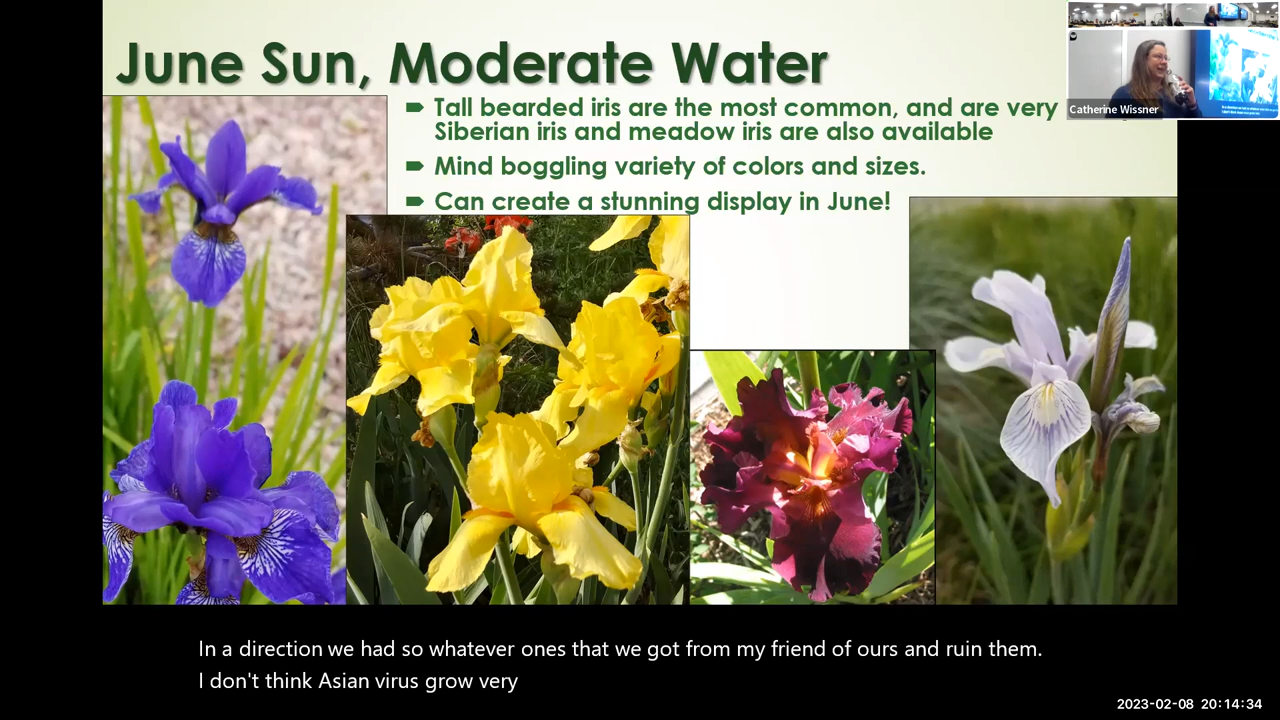 June Sun, Moderate Water
Tall bearded iris are the most common, and are very
Siberian iris and meadow iris are also available
Mind boggling variety of colors and sizes.
Can create a stunning display in June!
Catherine Wissner
In a direction we had so whatever ones that we got from my friend of ours and ruin them.
I don't think Asian virus grow very
2023-02-08 20:14:34